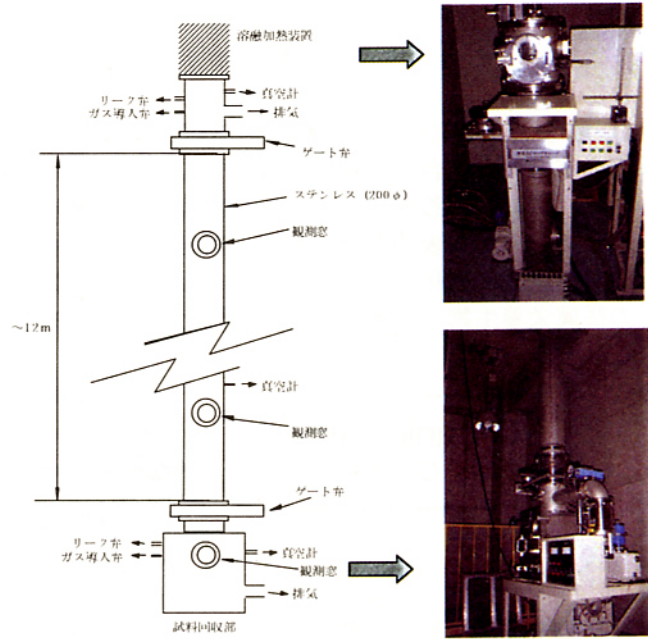 溶融加熱装置
リーク弁
真空計
ガス導入弁
排気
ゲート弁
ステンレス (200φ)
観測窓
~12m
真空計
観測窓
ゲート弁
リーク弁
ガス導入弁
真空計
観測窓
排気
試料回収部